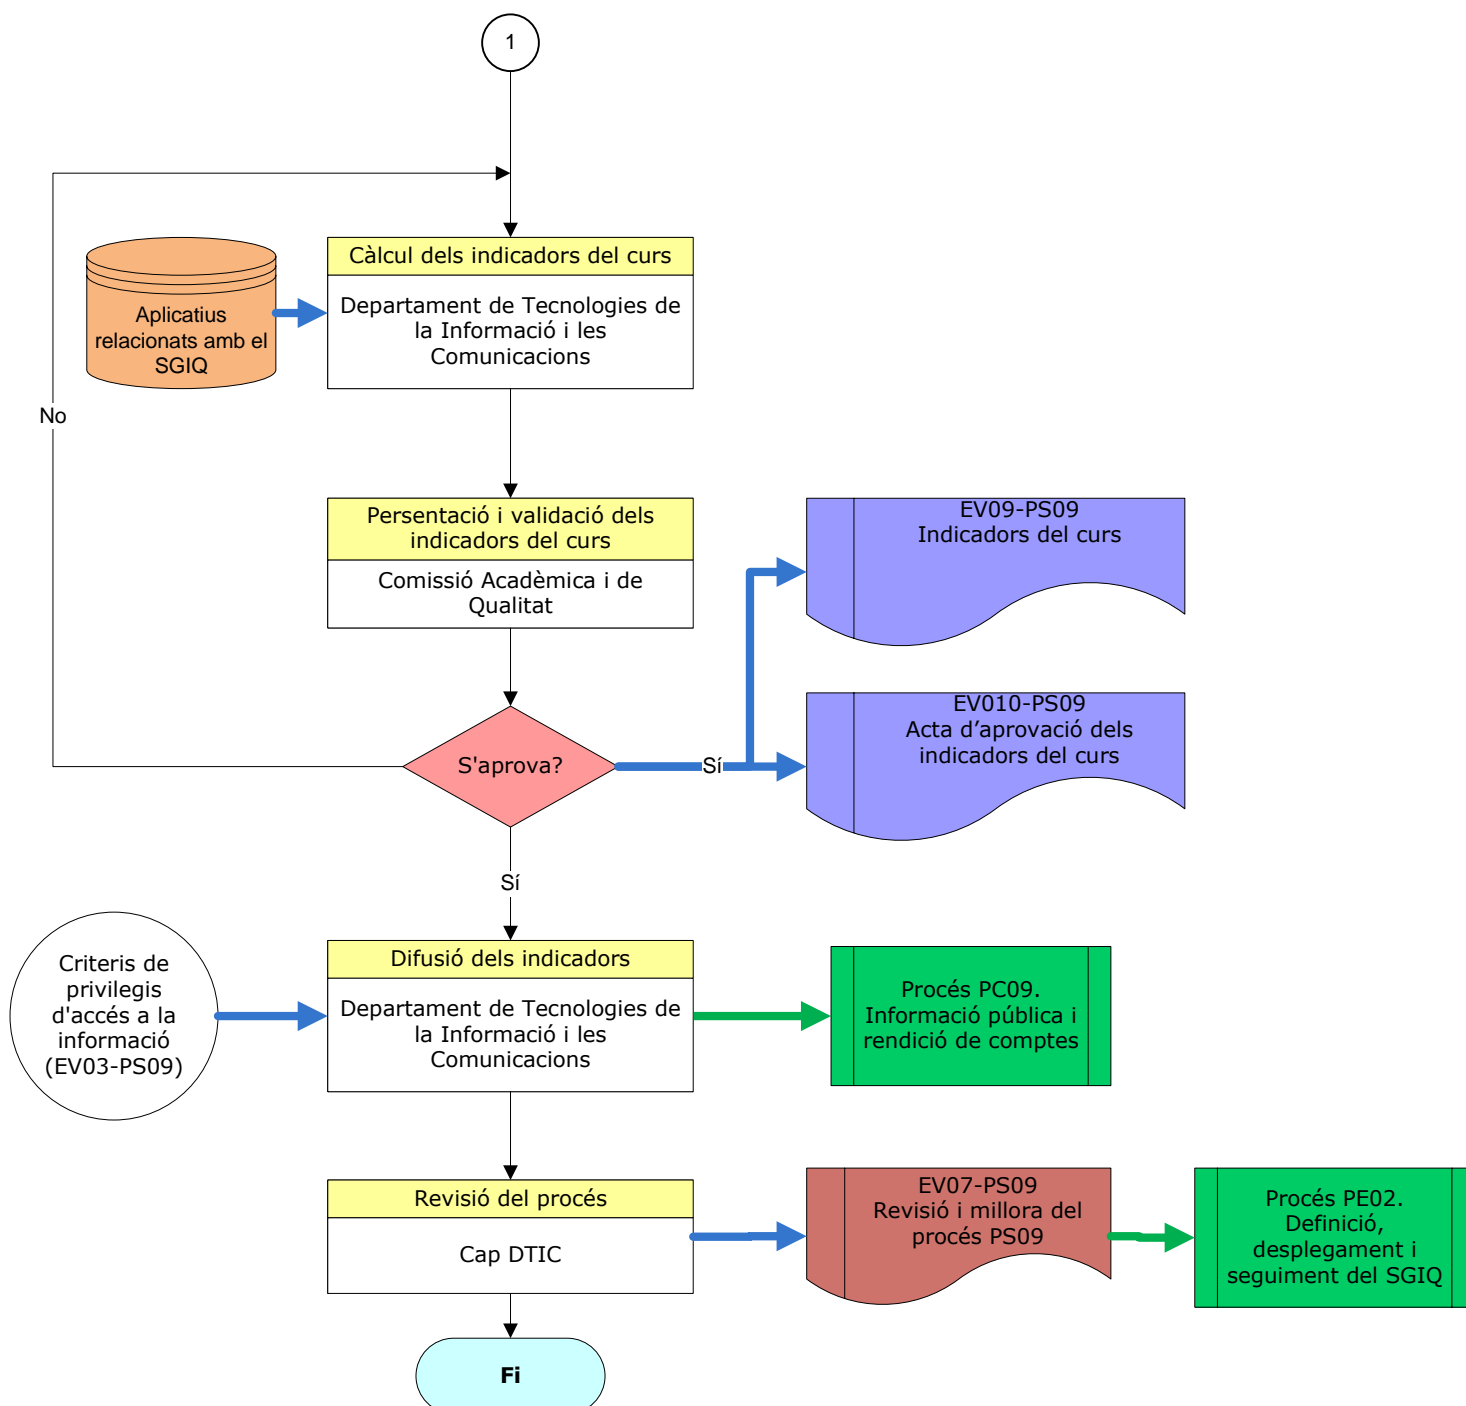 1
Càlcul dels indicadors del curs
Departament de Tecnologies de
la Informació i les
Comunicacions
Aplicatius
relacionats amb el
SGIQ
No
Persentació i validació dels
indicadors del curs
Comissió Acadèmica i de
Qualitat
EV09-PS09
Indicadors del curs
EV010-PS09
Acta d’aprovació dels
indicadors del curs
S'aprova?
Sí
Sí
Criteris de
privilegis
d'accés a la
informació
(EV03-PS09)
Difusió dels indicadors
Departament de Tecnologies de
la Informació i les
Comunicacions
Procés PC09.
Informació pública i
rendició de comptes
Revisió del procés
Cap DTIC
EV07-PS09
Revisió i millora del
procés PS09
Procés PE02.
Definició,
desplegament i
seguiment del SGIQ
Fi